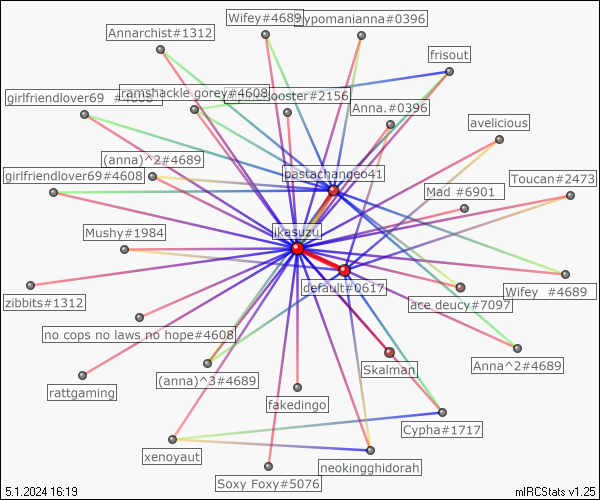 Wifey#4689
hypomanianna#0396
Annarchist#1312
frisout
ramshackle gorey#4608
girlfriendlover69 #4608
booster#2156
Anna.#0396
avelicious
(anna)^2#4689
pastachangeo41
girlfriendlover69#4608
Toucan#2473
Mad #6901
ikasuzu
Mushy#1984
default#0617
Wifey #4689
zibbits#1312
ace deucy#7097
no cops no laws no hope#4608
Anna^2#4689
Skalman
(anna)^3#4689
rattgaming
fakedingo
Cypha#1717
xenoyaut
neokingghidorah
Soxy Foxy#5076
5.1.2024 16:19
mIRCStats v1.25